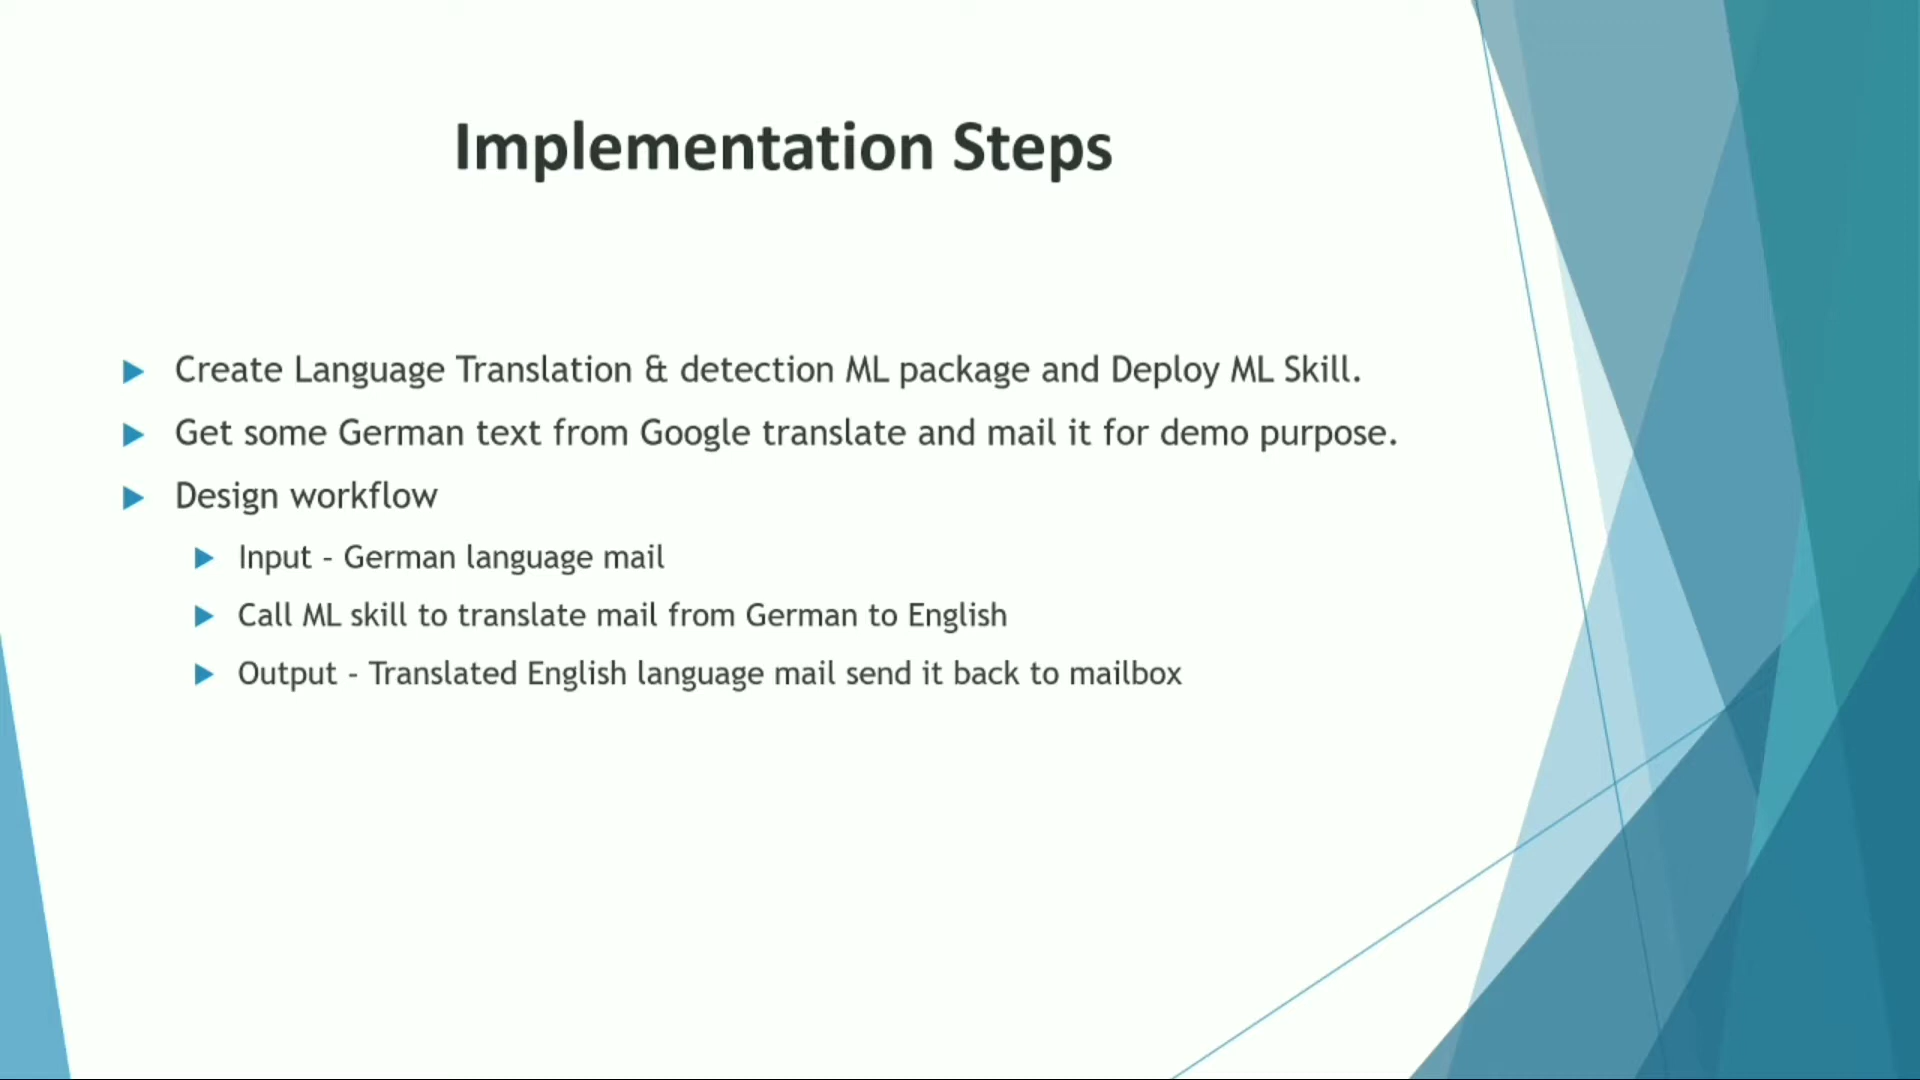 Implementation Steps
Create Language Translation & detection ML package and Deploy ML Skill.
Get some German text from Google translate and mail it for demo purpose.
Design workflow
Input - German language mail
Call ML skill to translate mail from German to English
Output - Translated English language mail send it back to mailbox